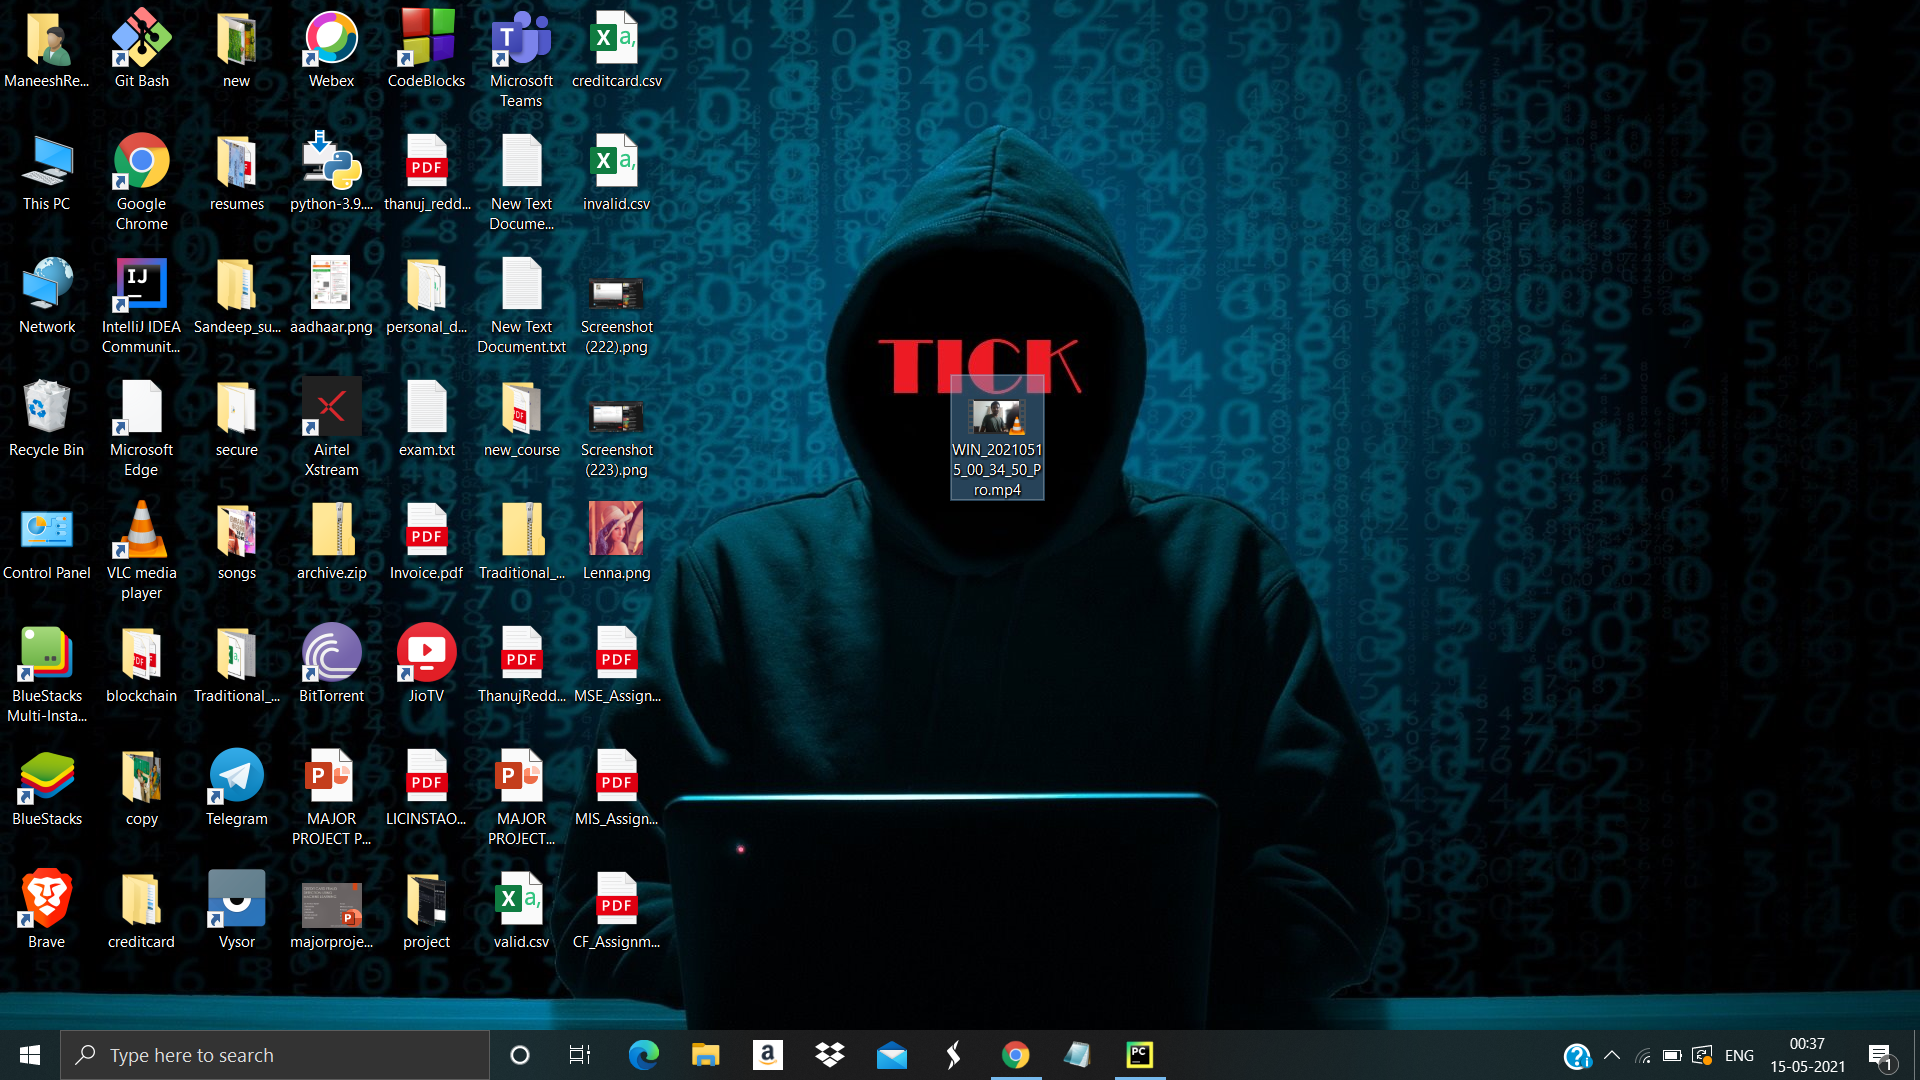 ManeeshRe...
Git Bash
new
Webex
CodeBlocks
Microsoft
Teams
creditcard.csv
This PC
Google
Chrome
resumes
python-3.9....
thanuj_redd...
New Text
Docume...
invalid.csv
Network
IntelliJ IDEA
Communit...
Sandeep_su...
aadhaar.png
personal_d...
New Text
Document.txt
Screenshot
(222).png
TICK
Recycle Bin
Microsoft
Edge
secure
Airtel
Xstream
exam.txt
new_course
Screenshot
(223).png
WIN_2021051
5_00_34_50_P
ro.mp4
Control Panel
VLC media
player
songs
archive.zip
Invoice.pdf
Traditional_...
Lenna.png
BlueStacks
Multi-Insta...
blockchain
Traditional_...
BitTorrent
JioTV
ThanujRedd...
MSE_Assign...
BlueStacks
copy
Telegram
MAJOR
PROJECT P...
LICINSTAO...
MAJOR
PROJECT...
MIS_Assign...
Brave
creditcard
Vysor
majorproje...
project
valid.csv
CF_Assignm...
Type here to search
ENG
00:37
15-05-2021
1